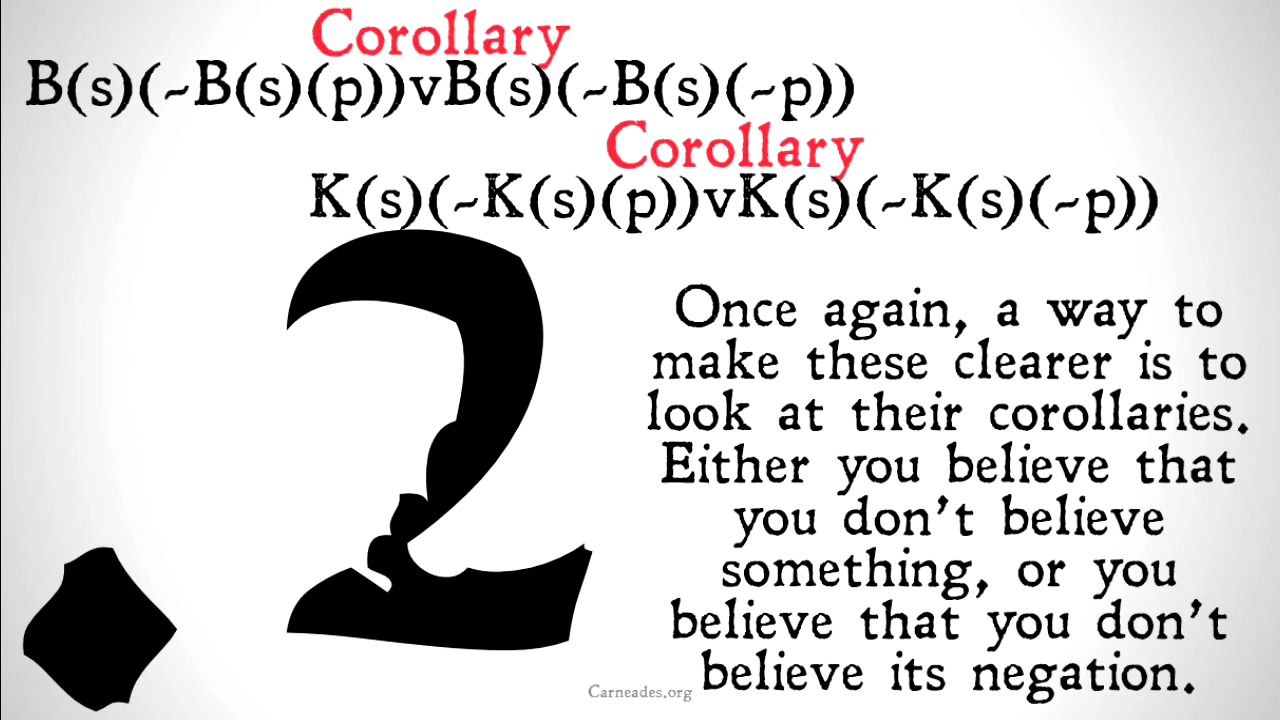 Corollary
B(s)(~B(s)(p))vB(s)(~B(s)(~p))
Corollary
K(s)(~K(s)(p))vK(s)(~K(s)(~p))
.2
Once again, a way to
make these clearer is to
look at their corollaries.
Either you believe that
you don't believe
something, or you
believe that you don't
believe its negation.
Carneades.org